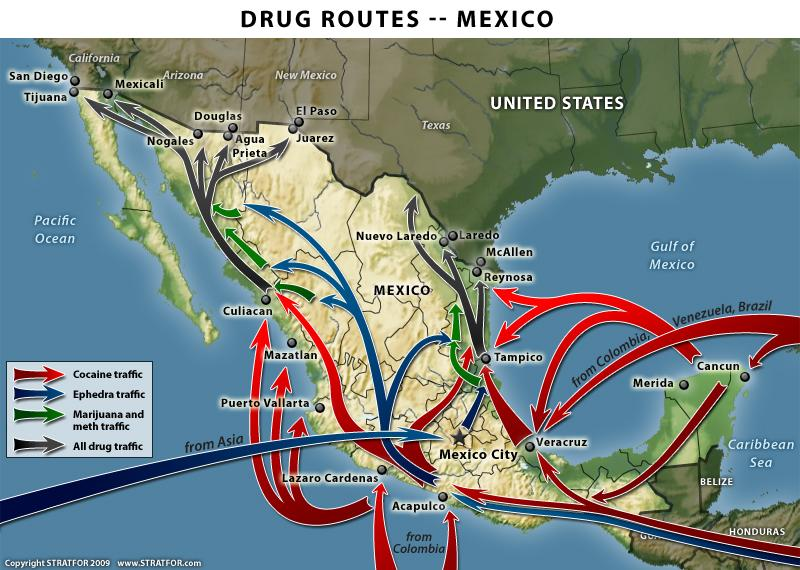 DRUG ROUTES -- MEXICO
California
San Diego
Tijuana
Mexicali
Arizona
New Mexico
Douglas
El Paso
UNITED STATES
Nogales
Agua
Prieta
Juarez
Texas
Pacific
Ocean
Nuevo Laredo
Laredo
McAllen
Reynosa
Gulf of
Mexico
MEXICO
Culiacan
from Colombia, Venezuela, Brazil
Mazatlan
Tampico
Cancun
Merida
Cocaine traffic
Ephedra traffic
Marijuana and
meth traffic
All drug traffic
Puerto Vallarta
from Asia
Mexico City
Veracruz
Caribbean
Sea
Lazaro Cardenas
BELIZE
Acapulco
from
Colombia
HONDURAS
Copyright STRATFOR 2009 www.STRATFOR.com